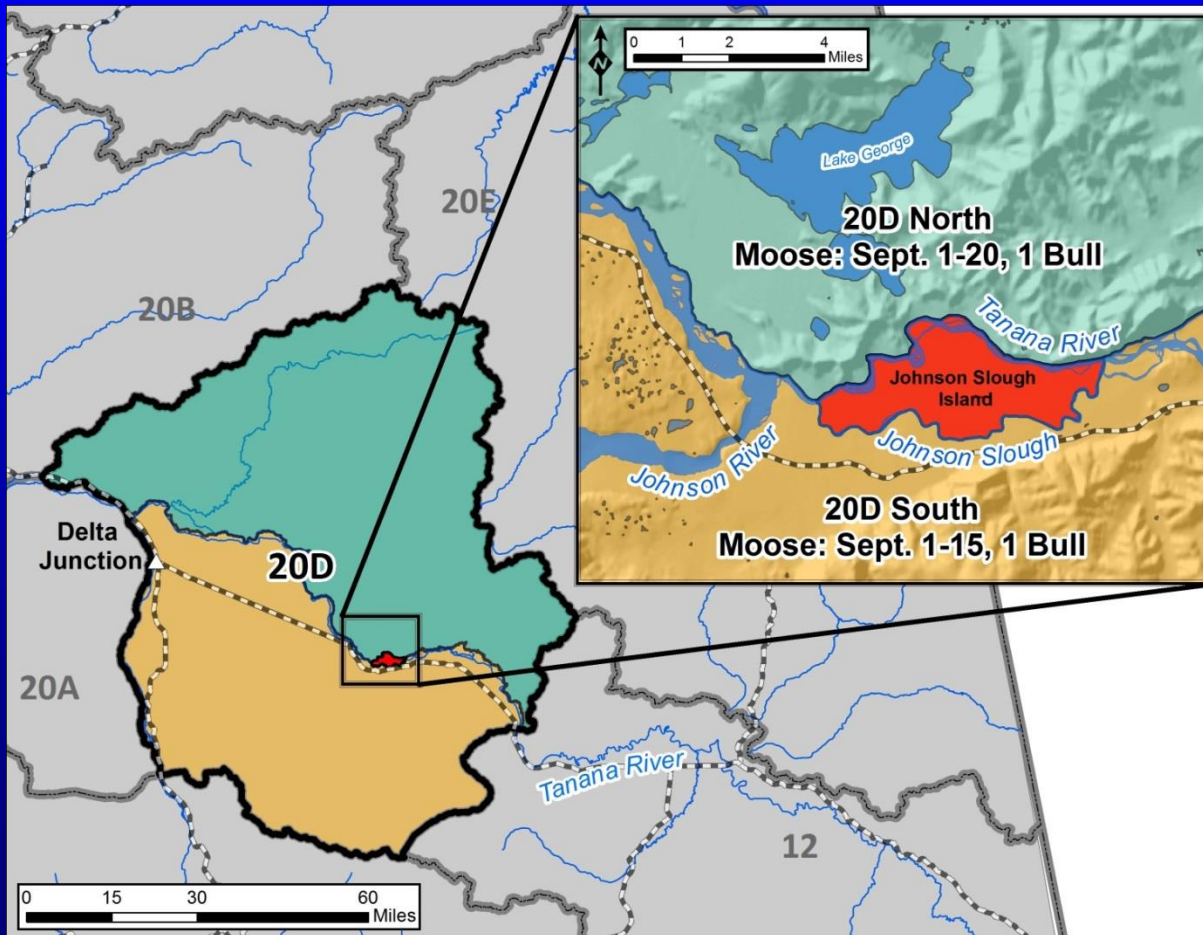 20E
20B
Delta
Junction
20D
20A
Tanana River
12
0 15 30 60
Miles
N
0 1 2 4
Miles
Lake George
20D North
Moose: Sept. 1-20, 1 Bull
Tanana River
Johnson Slough
Island
Johnson Slough
Johnson River
20D South
Moose: Sept. 1-15, 1 Bull